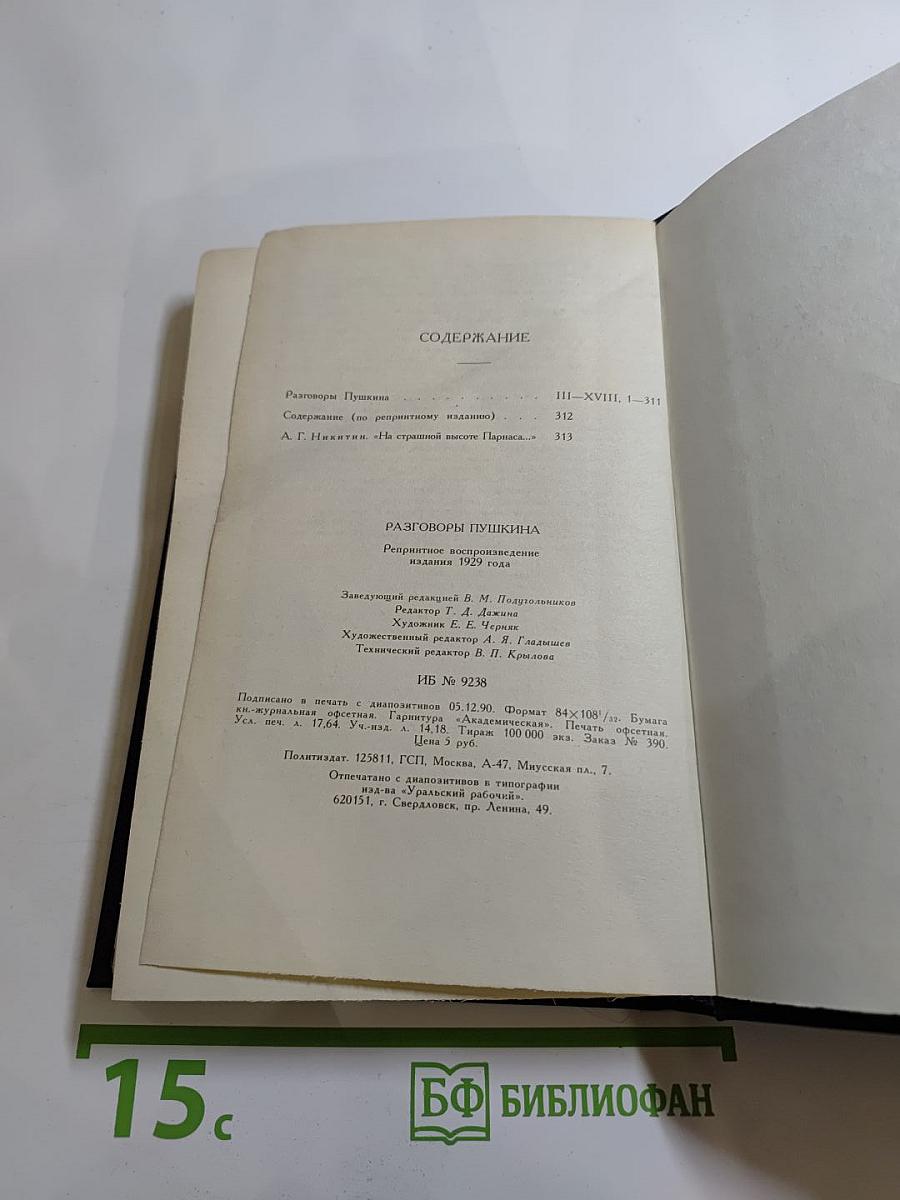 СОДЕРЖАНИЕ
Разговоры Пушкина . . . . . . . . . . III—XVIII, 1—311
Содержание (по репринтному изданию) . . . 312
А. Г. Никитин. «На страшной высоте Парнаса...» 313
РАЗГОВОРЫ ПУШКИНА
Репринтное воспроизведение
издания 1929 года
Заведующий редакцией В. М. Подугольников
Редактор Т. Д. Дажина
Художник Е. Е. Черняк
Художественный редактор А. Я. Гладышев
Технический редактор В. П. Крылова
ИБ № 9238
Подписано в печать с диапозитивов 05.12.90. Формат 84×108¹/₃₂. Бумага
кн.-журнальная офсетная. Гарнитура «Академическая». Печать офсетная.
Усл. печ. л. 17,64. Уч.-изд. л. 14,18. Тираж 100 000 экз. Заказ № 390.
Цена 5 руб.
Политиздат. 125811, ГСП, Москва, А-47, Миусская пл., 7.
Отпечатано с диапозитивов в типографии
изд-ва «Уральский рабочий».
620151, г. Свердловск, пр. Ленина, 49.
15 с
БФ БИБЛИОФАН